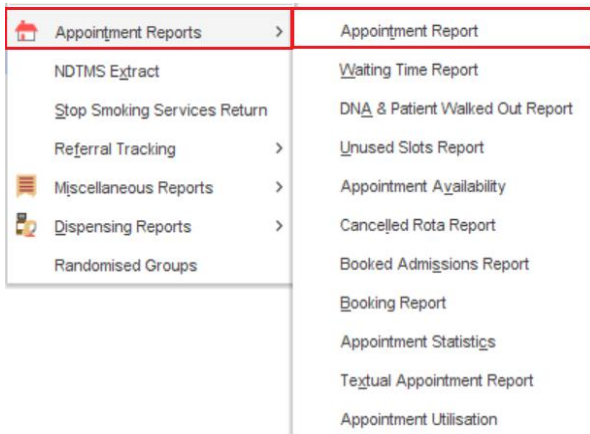 Appointment Reports
NDTMS Extract
Stop Smoking Services Return
Referral Tracking
Miscellaneous Reports
Dispensing Reports
Randomised Groups
Appointment Report
Waiting Time Report
DNA & Patient Walked Out Report
Unused Slots Report
Appointment Availability
Cancelled Rota Report
Booked Admissions Report
Booking Report
Appointment Statistics
Textual Appointment Report
Appointment Utilisation